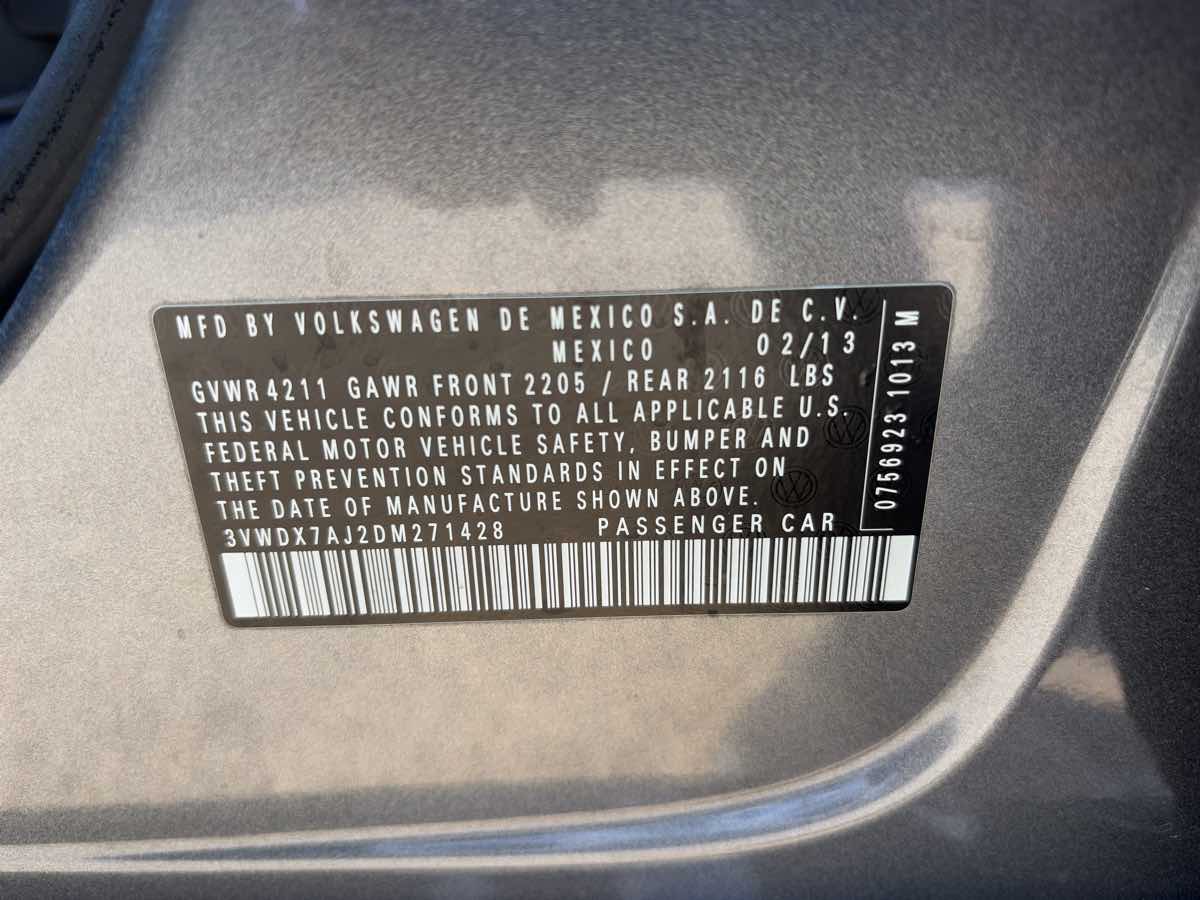 MFD BY VOLKSWAGEN DE MEXICO S.A. DE C.V.
MEXICO 02/13
GVWR 4211 GAWR FRONT 2205 / REAR 2116 LBS
THIS VEHICLE CONFORMS TO ALL APPLICABLE U.S.
FEDERAL MOTOR VEHICLE SAFETY, BUMPER AND
THEFT PREVENTION STANDARDS IN EFFECT ON
THE DATE OF MANUFACTURE SHOWN ABOVE.
3VWDX7AJ2DM271428 PASSENGER CAR
0756923 1013 M